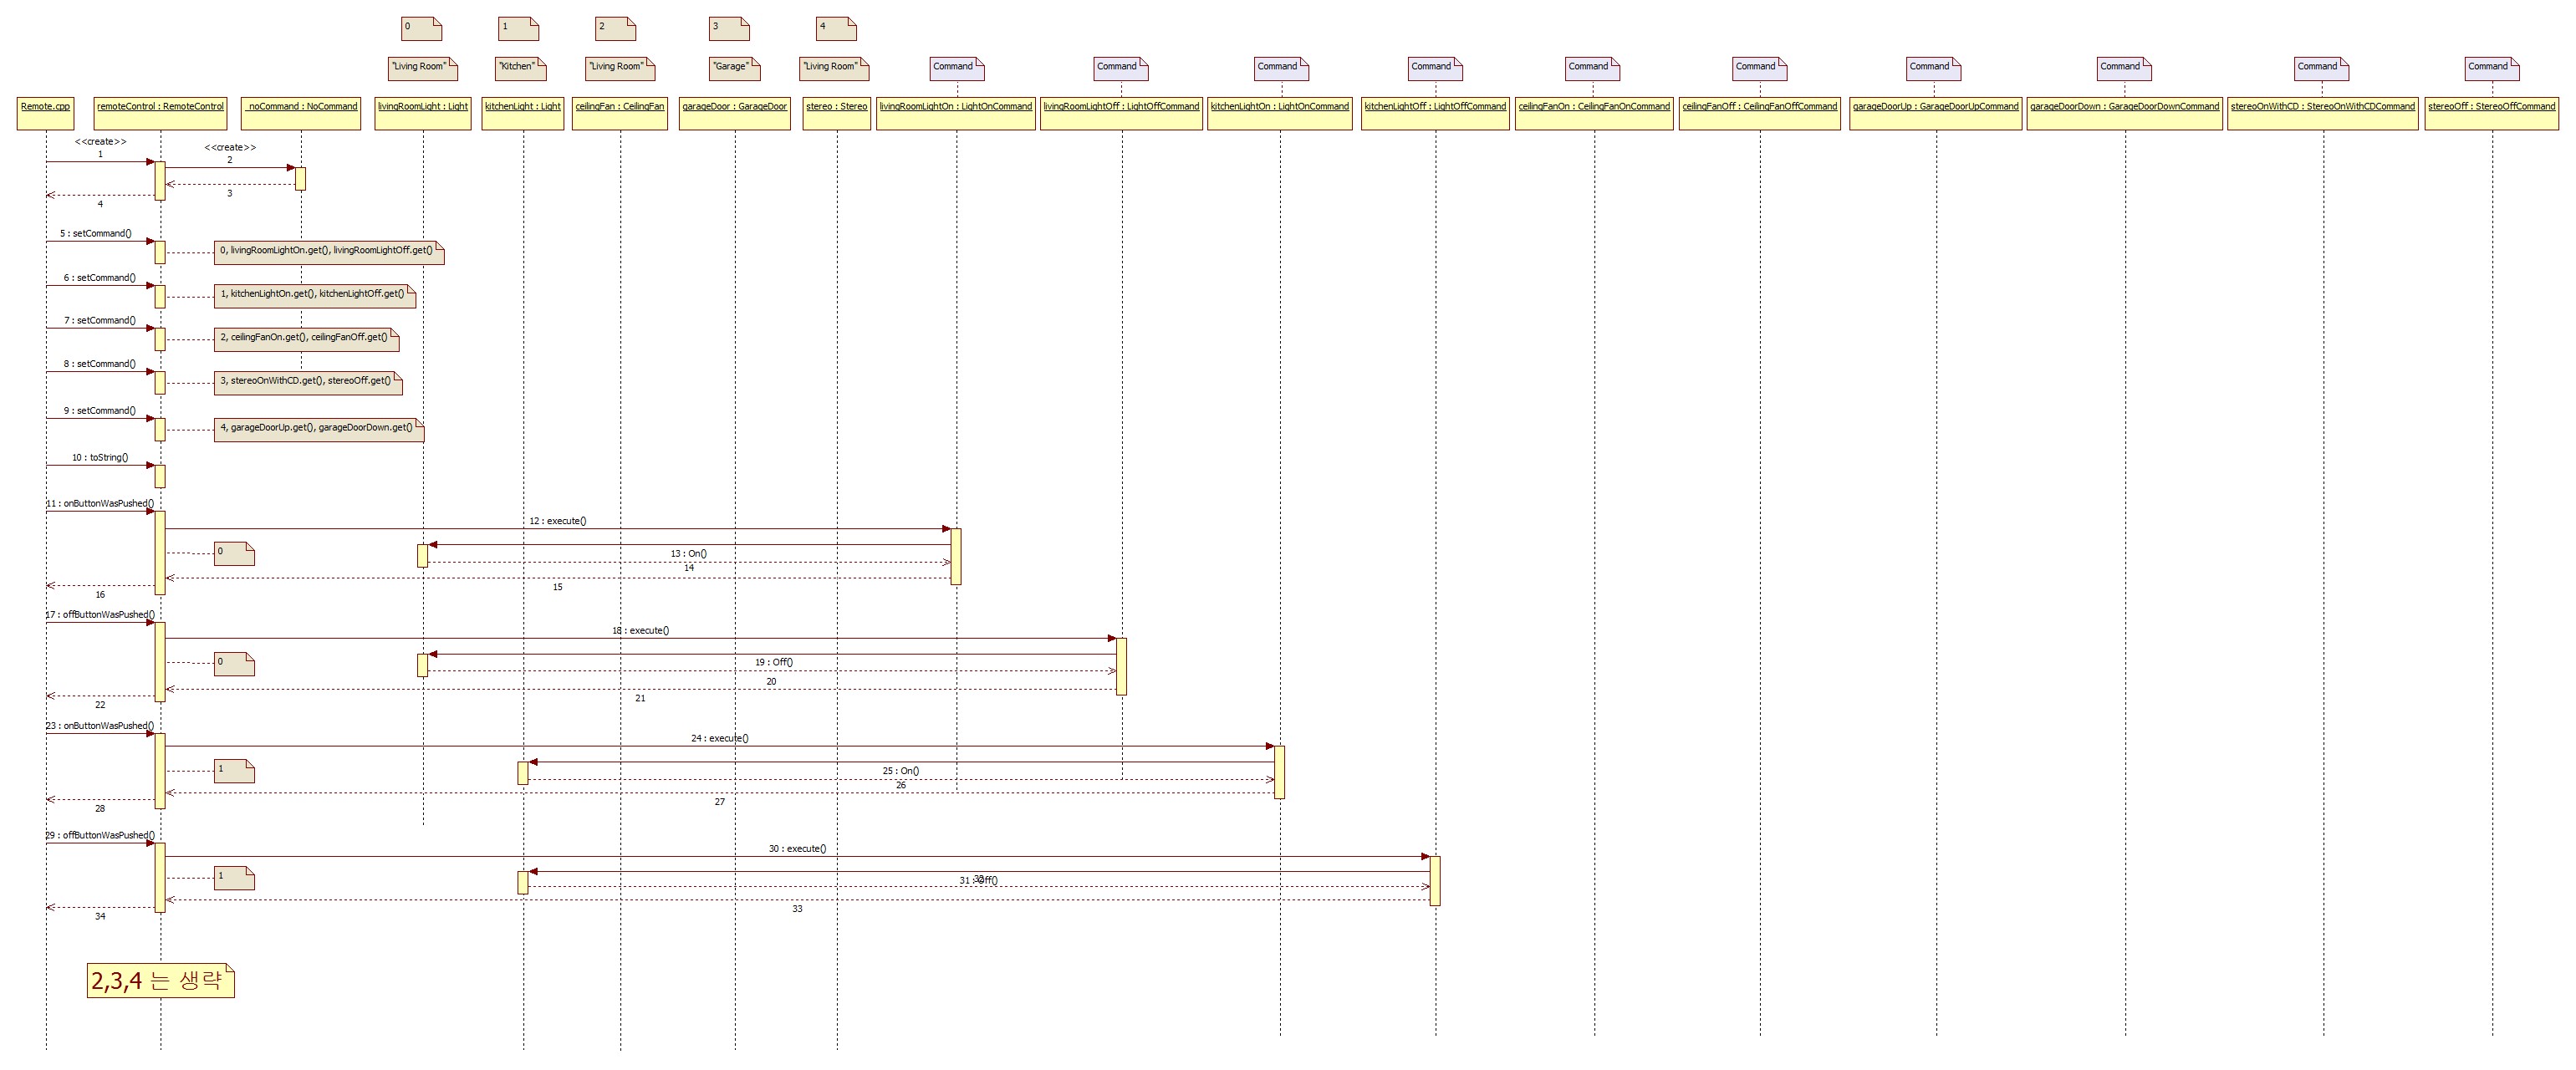 0
1
2
3
4
"Living Room"
"Kitchen"
"Living Room"
"Garage"
"Living Room"
Command
Command
Command
Command
Command
Command
Command
Command
Command
Command
Remote.cpp
remoteControl : RemoteControl
_noCommand : NoCommand
livingRoomLight : Light
kitchenLight : Light
ceilingFan : CeilingFan
garageDoor : GarageDoor
stereo : Stereo
livingRoomLightOn : LightOnCommand
livingRoomLightOff : LightOffCommand
kitchenLightOn : LightOnCommand
kitchenLightOff : LightOffCommand
ceilingFanOn : CeilingFanOnCommand
ceilingFanOff : CeilingFanOffCommand
garageDoorUp : GarageDoorUpCommand
garageDoorDown : GarageDoorDownCommand
stereoOnWithCD : StereoOnWithCDCommand
stereoOff : StereoOffCommand
<<create>>
1
<<create>>
2
3
4
5 : setCommand()
0, livingRoomLightOn.get(), livingRoomLightOff.get()
6 : setCommand()
1, kitchenLightOn.get(), kitchenLightOff.get()
7 : setCommand()
2, ceilingFanOn.get(), ceilingFanOff.get()
8 : setCommand()
3, stereoOnWithCD.get(), stereoOff.get()
9 : setCommand()
4, garageDoorUp.get(), garageDoorDown.get()
10 : toString()
11 : onButtonWasPushed()
12 : execute()
0
13 : On()
14
15
16
17 : offButtonWasPushed()
18 : execute()
0
19 : Off()
20
21
22
23 : onButtonWasPushed()
24 : execute()
1
25 : On()
26
27
28
29 : offButtonWasPushed()
30 : execute()
1
31 : Off()
32
33
34
2,3,4 는 생략